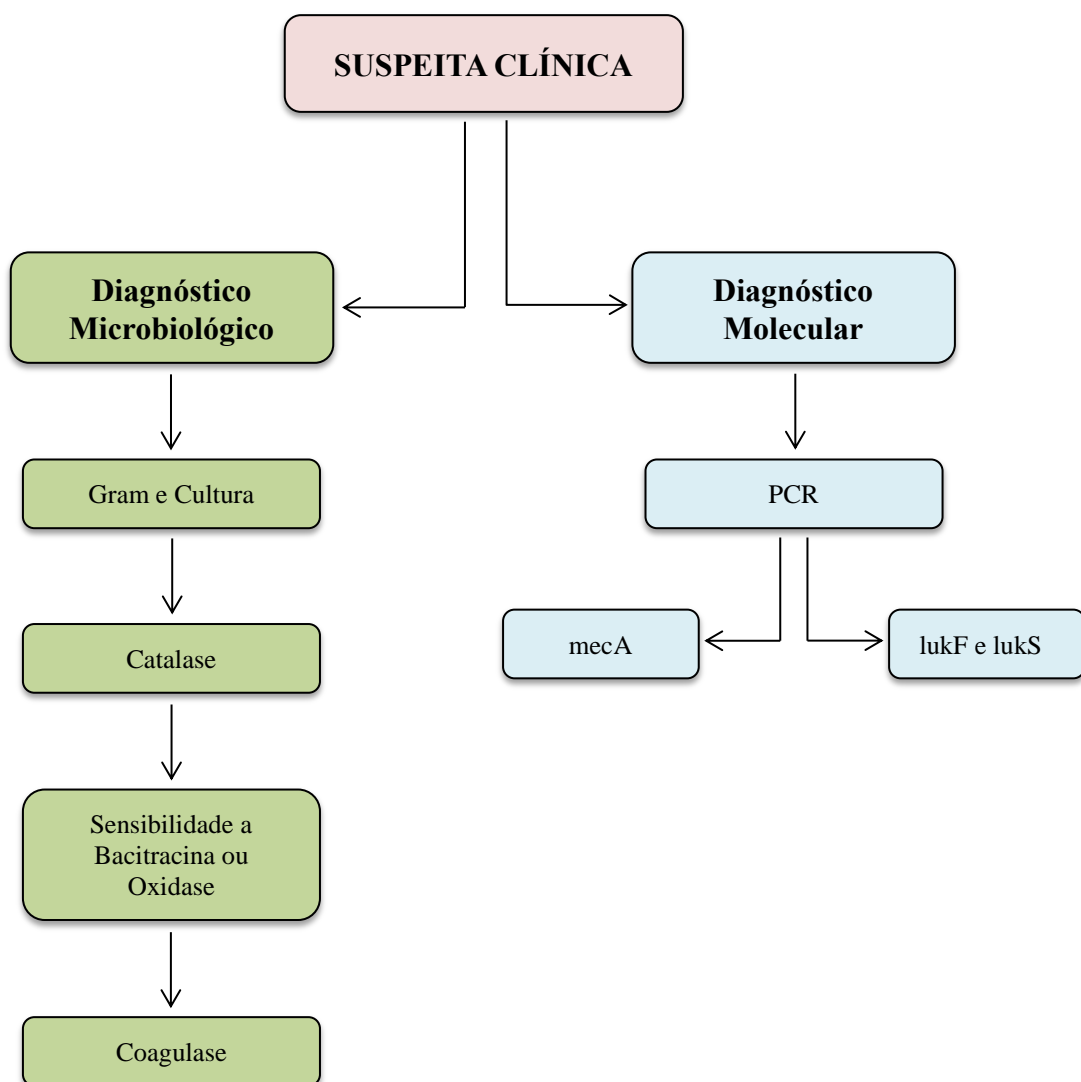 SUSPEITA CLÍNICA
Diagnóstico
Microbiológico
Diagnóstico
Molecular
Gram e Cultura
PCR
Catalase
mecA
lukF e lukS
Sensibilidade a
Bacitracina ou
Oxidase
Coagulase